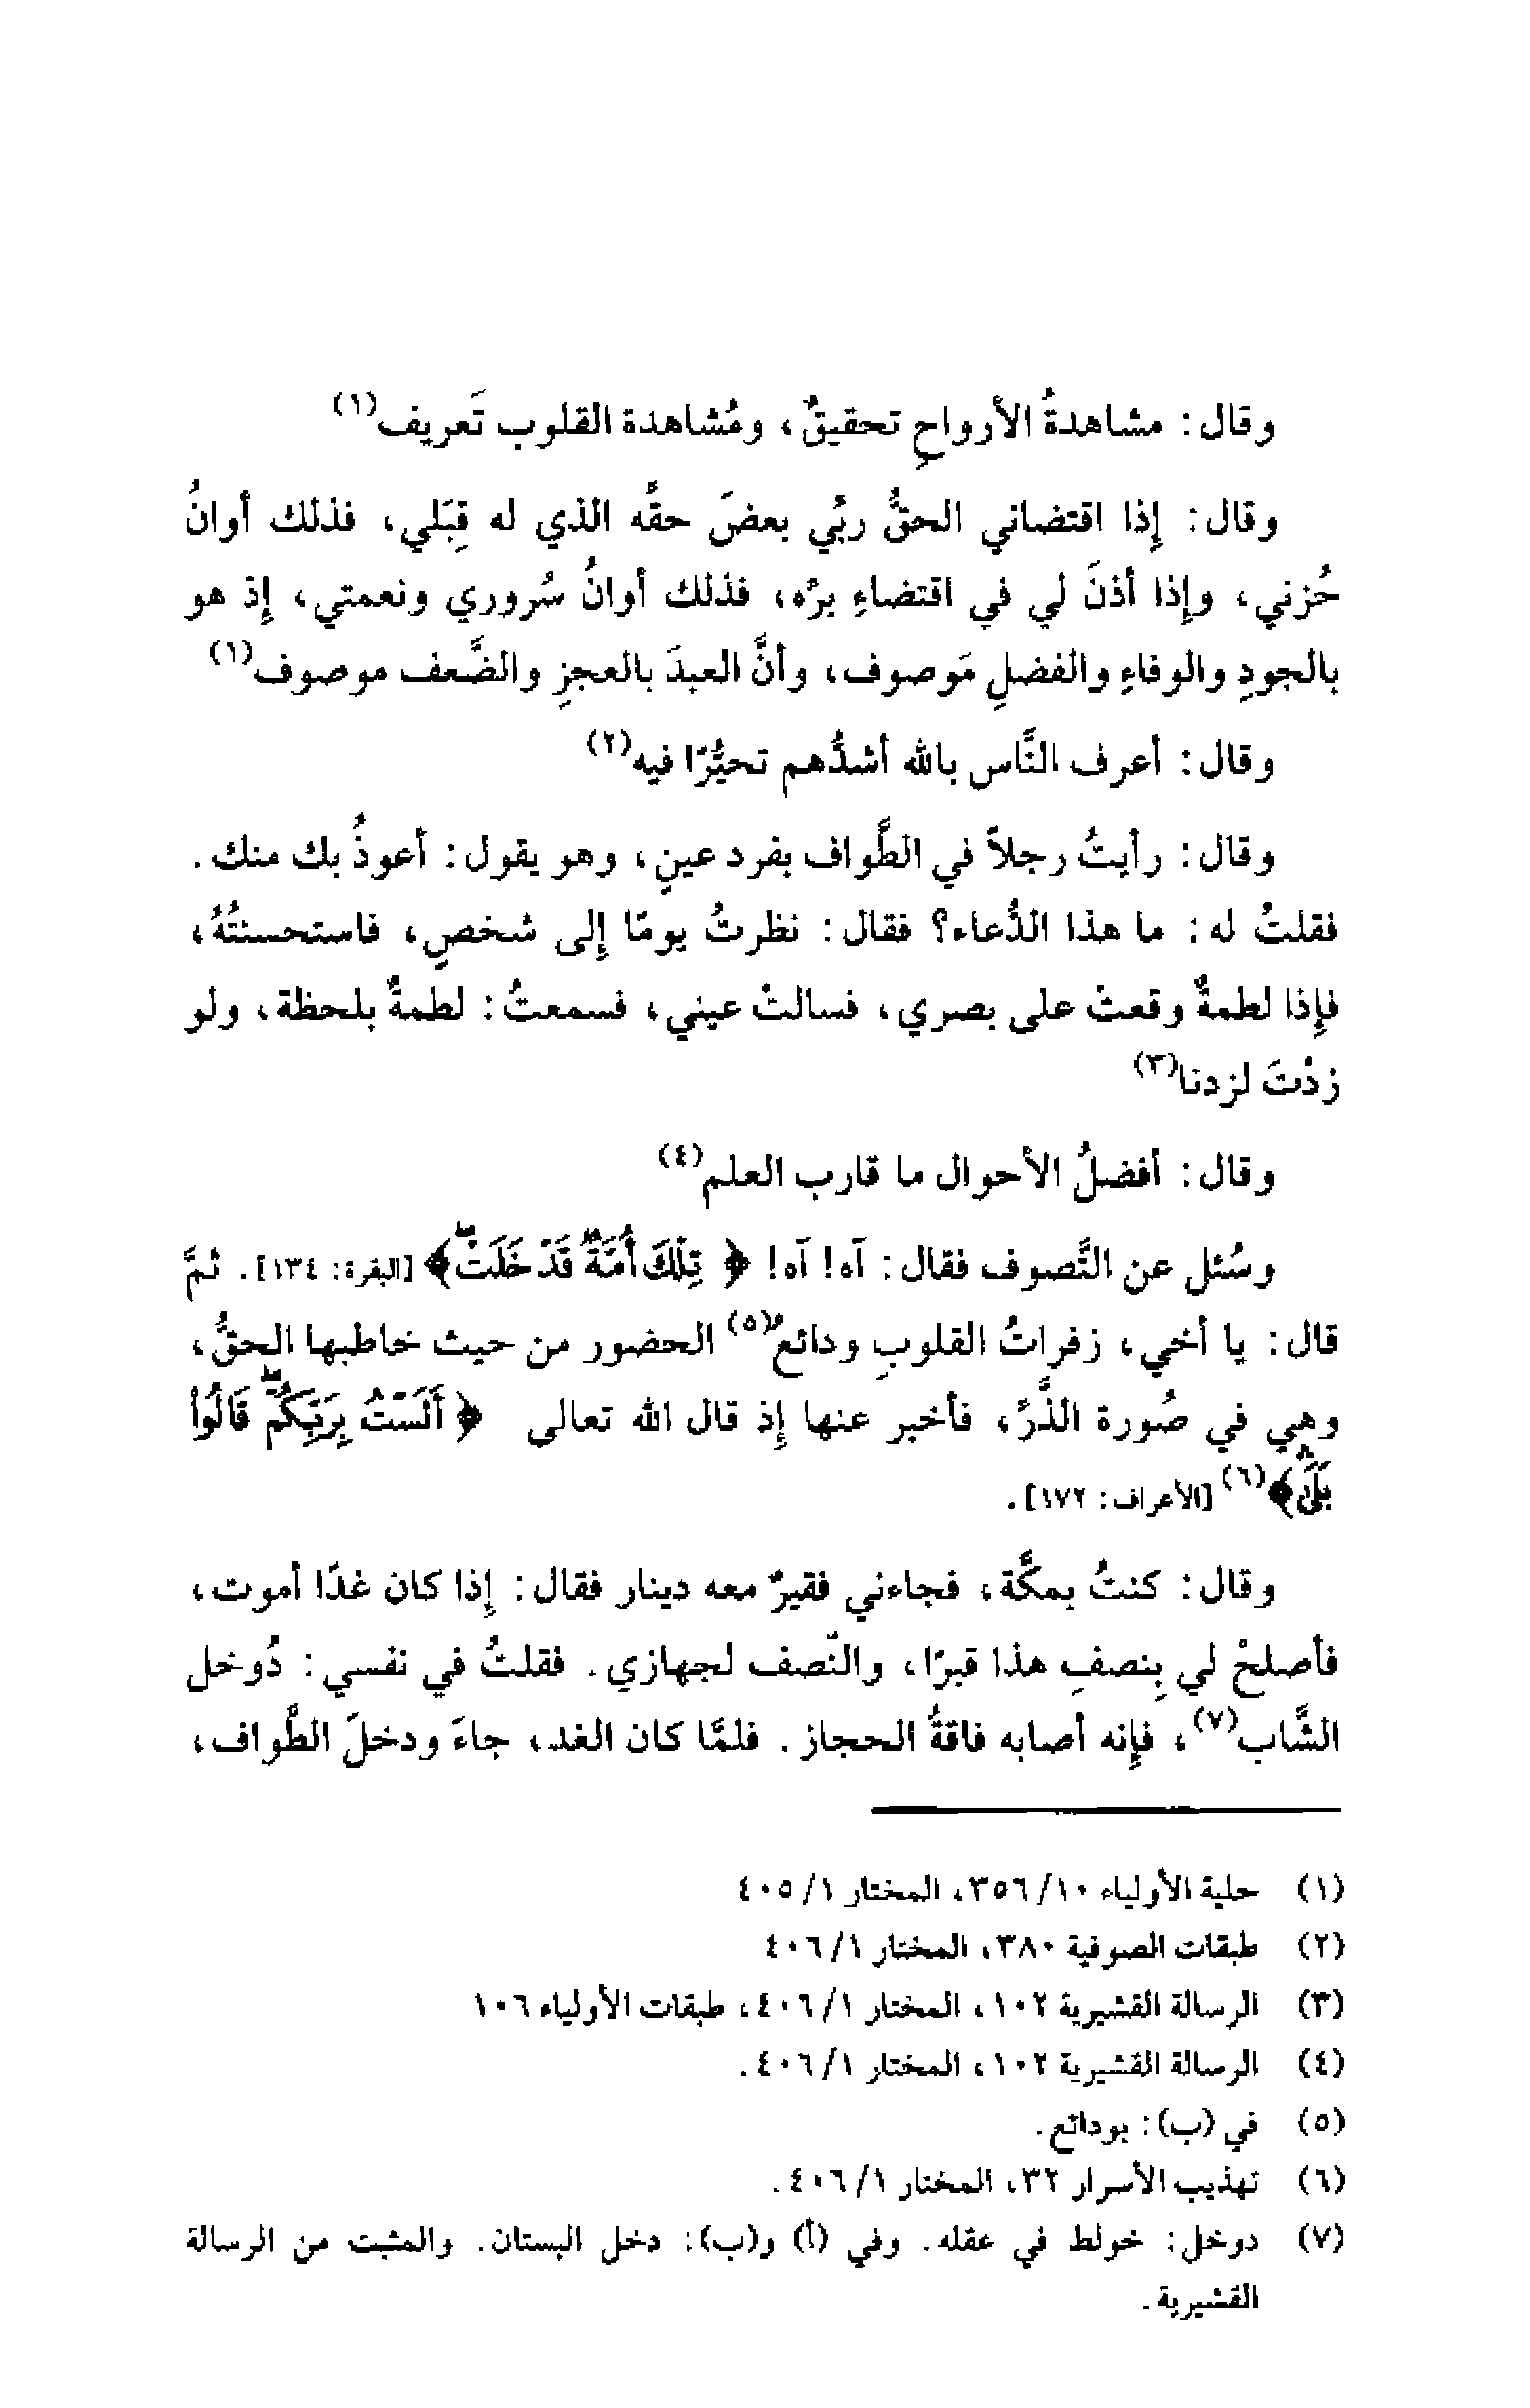 وقال: مشاهدةُ الأرواحِ تحقيقٌ، ومُشاهدة القلوب تَعريف(١)
وقال: إِذا اقتضاني الحقُّ ربّي بعضَ حقِّه الذي له قِبَلي، فذلك أوانُ
حُزني، وإِذا أذنَ لي في اقتضاءِ برِّه، فذلك أوانُ سُروري ونعمتي، إِذ هو
بالجودِ والوفاءِ والفضلِ مَوصوف، وأنَّ العبدَ بالعجزِ والضَّعف موصوف(١)
وقال: أعرف النَّاس بالله أشدُّهم تحيُّرًا فيه(٢)
وقال: رأيتُ رجلاً في الطَّواف بفرد عينٍ، وهو يقول: أعوذُ بك منك.
فقلتُ له: ما هذا الدُّعاء؟ فقال: نظرتُ يومًا إِلى شخصٍ، فاستحسنتُهُ،
فإِذا لطمةٌ وقعتْ على بصري، فسالتْ عيني، فسمعتُ: لطمةٌ بلحظة، ولو
زدْتَ لزدنا(٣)
وقال: أفضلُ الأحوال ما قارب العلم(٤)
وسُئل عن التَّصوف فقال: آه! آه! ﴿تِلْكَ أُمَّةٌ قَدْ خَلَتْ﴾ [البقرة: ١٣٤]. ثمَّ
قال: يا أخي، زفراتُ القلوبِ ودائعُ(٥) الحضور من حيث خاطبها الحقُّ،
وهي في صُورة الذَّرِّ، فأخبر عنها إِذ قال الله تعالى ﴿أَلَسْتُ بِرَبِّكُمْ قَالُوا
بَلَىٰ﴾(٦) [الأعراف: ١٧٢].
وقال: كنتُ بمكَّة، فجاءني فقيرٌ معه دينار فقال: إِذا كان غدًا أموت،
فأصلحْ لي بِنصفِ هذا قبرًا، والنّصف لجهازي. فقلتُ في نفسي: دُوخل
الشَّاب(٧)، فإِنه أصابه فاقةُ الحجاز. فلمَّا كان الغد، جاءَ ودخلَ الطَّواف،
(١) حلية الأولياء ١٠/ ٣٥٦، المختار ١/ ٤٠٥
(٢) طبقات الصوفية ٣٨٠، المختار ١/ ٤٠٦
(٣) الرسالة القشيرية ١٠٢، المختار ١/ ٤٠٦، طبقات الأولياء ١٠٦
(٤) الرسالة القشيرية ١٠٢، المختار ١/ ٤٠٦.
(٥) في (ب): بودائع.
(٦) تهذيب الأسرار ٣٢، المختار ١/ ٤٠٦.
(٧) دوخل: خولط في عقله. وفي (أ) و(ب): دخل البستان. والمثبت من الرسالة
القشيرية.